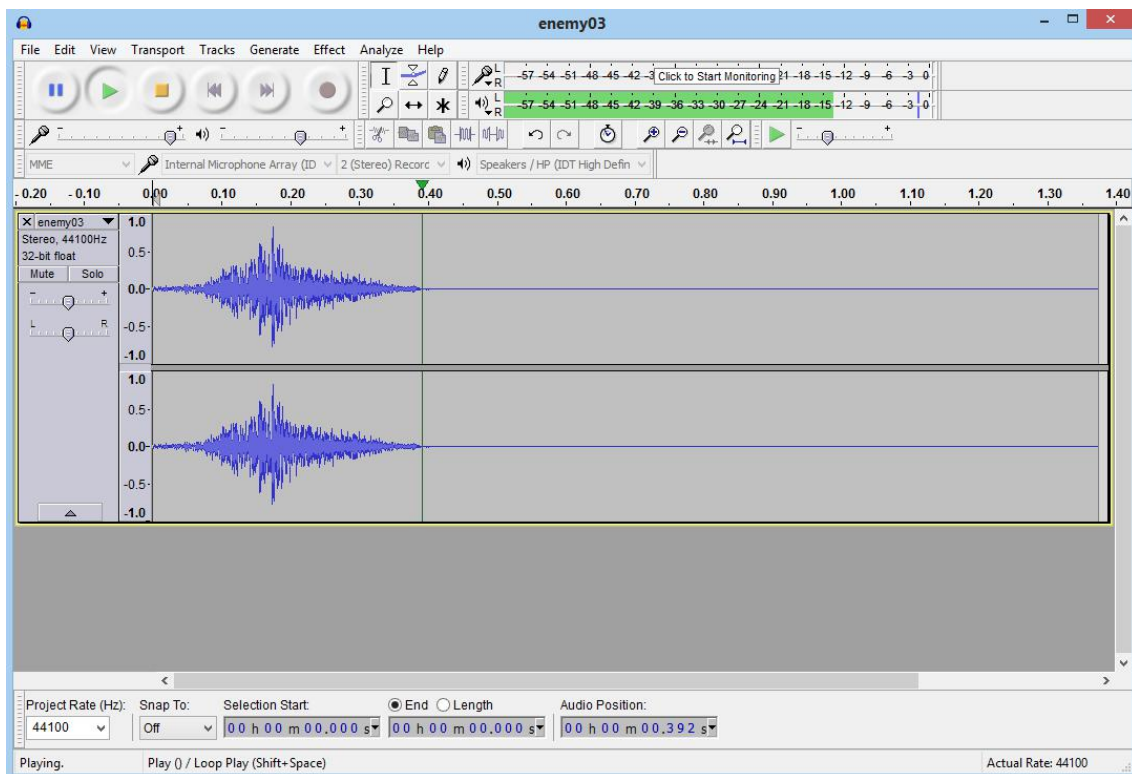 enemy03
File Edit View Transport Tracks Generate Effect Analyze Help
L R -57 -54 -51 -48 -45 -42 -3 Click to Start Monitoring 21 -18 -15 -12 -9 -6 -3 0
L R -57 -54 -51 -48 -45 -42 -39 -36 -33 -30 -27 -24 -21 -18 -15 -12 -9 -6 -3 0
- + - + - +
MME Internal Microphone Array (ID 2 (Stereo) Recorc Speakers / HP (IDT High Defin
-0.20 -0.10 0.00 0.10 0.20 0.30 0.40 0.50 0.60 0.70 0.80 0.90 1.00 1.10 1.20 1.30 1.40
X enemy03 1.0
Stereo, 44100Hz
32-bit float 0.5
Mute Solo
- + 0.0
L R -0.5
-1.0
1.0
0.5
0.0
-0.5
-1.0
Project Rate (Hz): Snap To: Selection Start: End Length Audio Position:
44100 Off 00 h 00 m 00.000 s 00 h 00 m 00.000 s 00 h 00 m 00.392 s
Playing. Play () / Loop Play (Shift+Space) Actual Rate: 44100